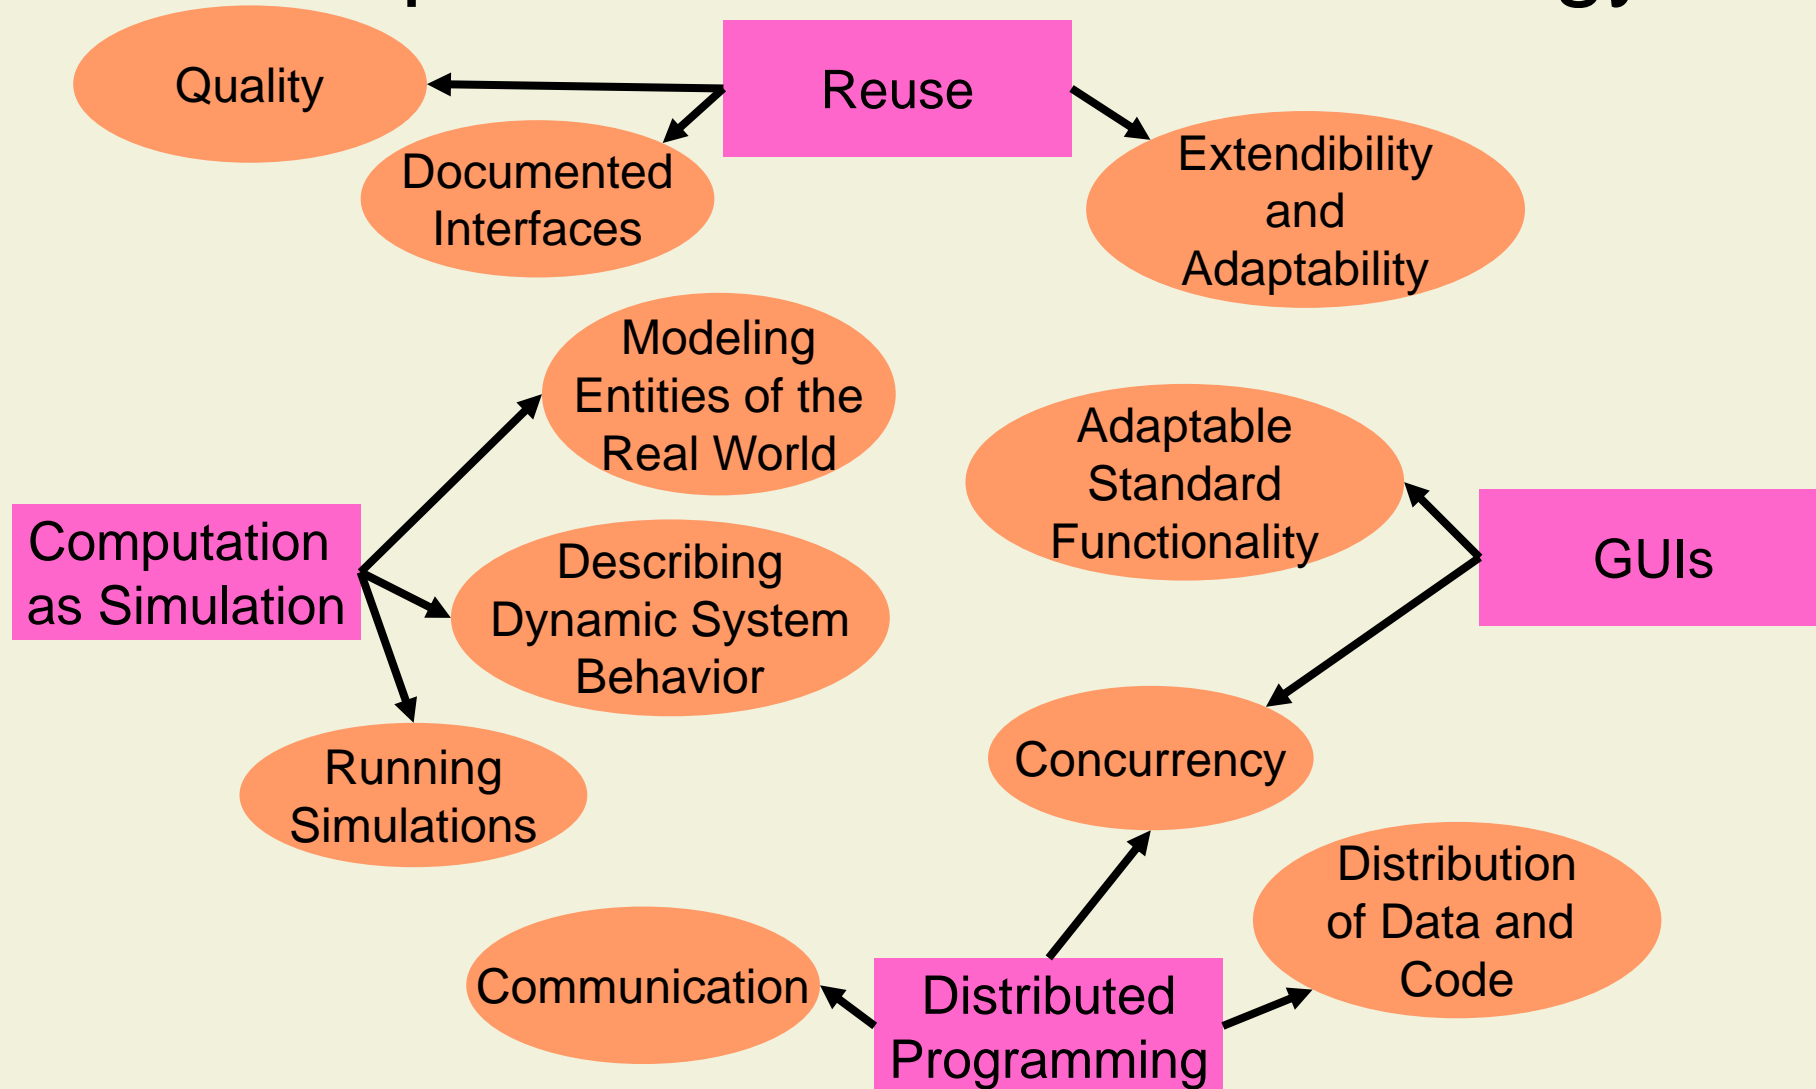 Quality
Reuse
Documented
Interfaces
Extendibility
and
Adaptability
Modeling
Entities of the
Real World
Adaptable
Standard
Functionality
GUIs
Computation
as Simulation
Describing
Dynamic System
Behavior
Running
Simulations
Concurrency
Distribution
of Data and
Code
Communication
Distributed
Programming